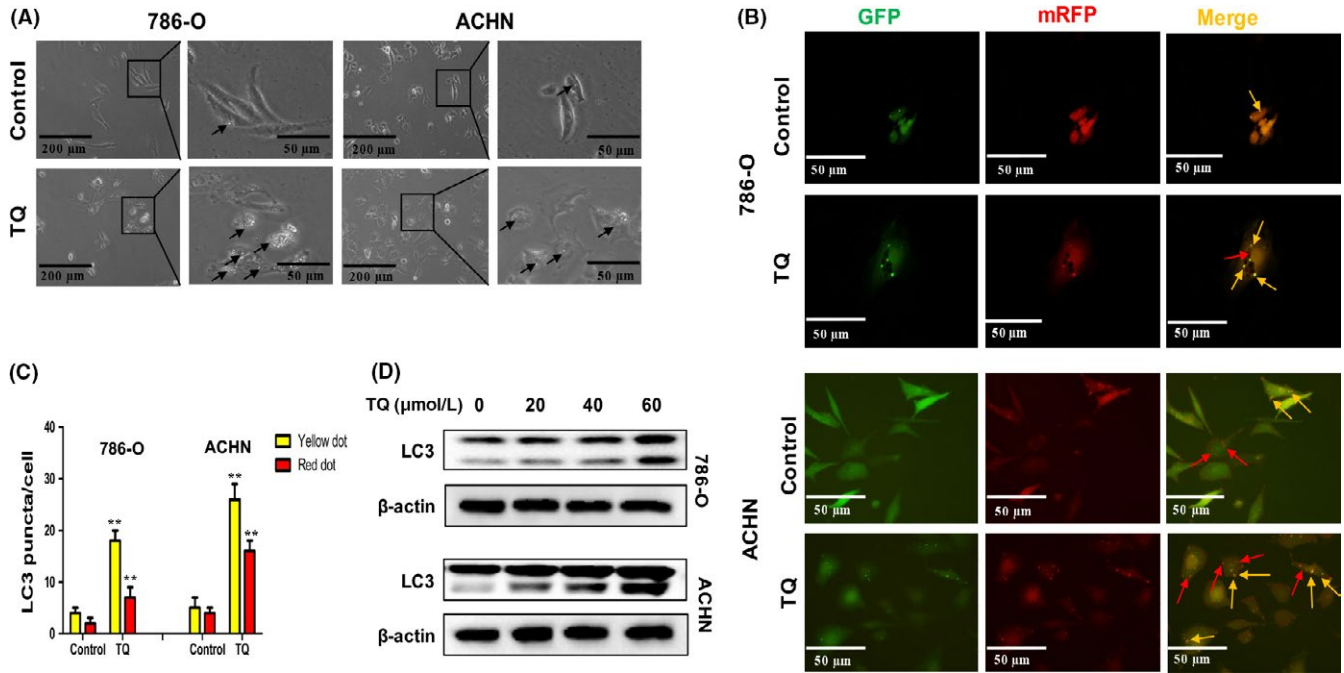 (A)
786-O
ACHN
Control
200 µm
50 µm
200 µm
50 µm
TQ
200 µm
50 µm
200 µm
50 µm
(B)
GFP
mRFP
Merge
786-O
Control
50 µm
50 µm
50 µm
TQ
50 µm
50 µm
50 µm
ACHN
Control
50 µm
50 µm
50 µm
TQ
50 µm
50 µm
50 µm
(C)
LC3 puncta/cell
40
30
20
10
0
786-O
ACHN
Yellow dot
Red dot
**
**
**
**
Control
TQ
Control
TQ
(D)
TQ (µmol/L) 0 20 40 60
LC3
β-actin
786-O
LC3
β-actin
ACHN